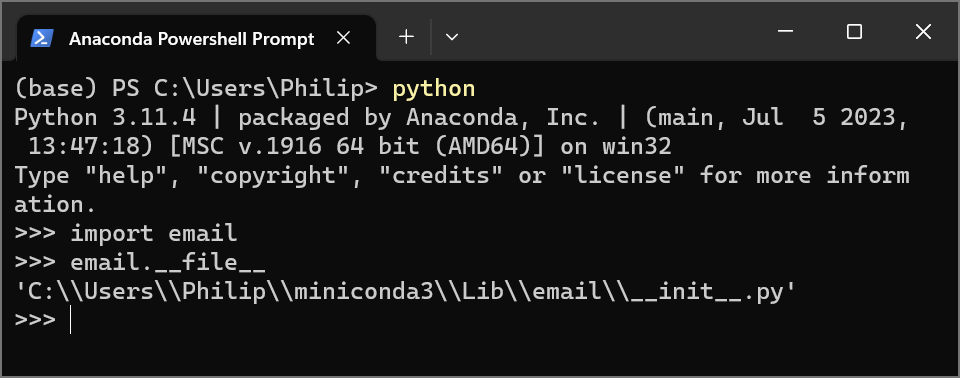 Anaconda Powershell Prompt
(base) PS C:\Users\Philip> python
Python 3.11.4 | packaged by Anaconda, Inc. | (main, Jul  5 2023,
 13:47:18) [MSC v.1916 64 bit (AMD64)] on win32
Type "help", "copyright", "credits" or "license" for more inform
ation.
>>> import email
>>> email.__file__
'C:\\Users\\Philip\\miniconda3\\Lib\\email\\__init__.py'
>>>